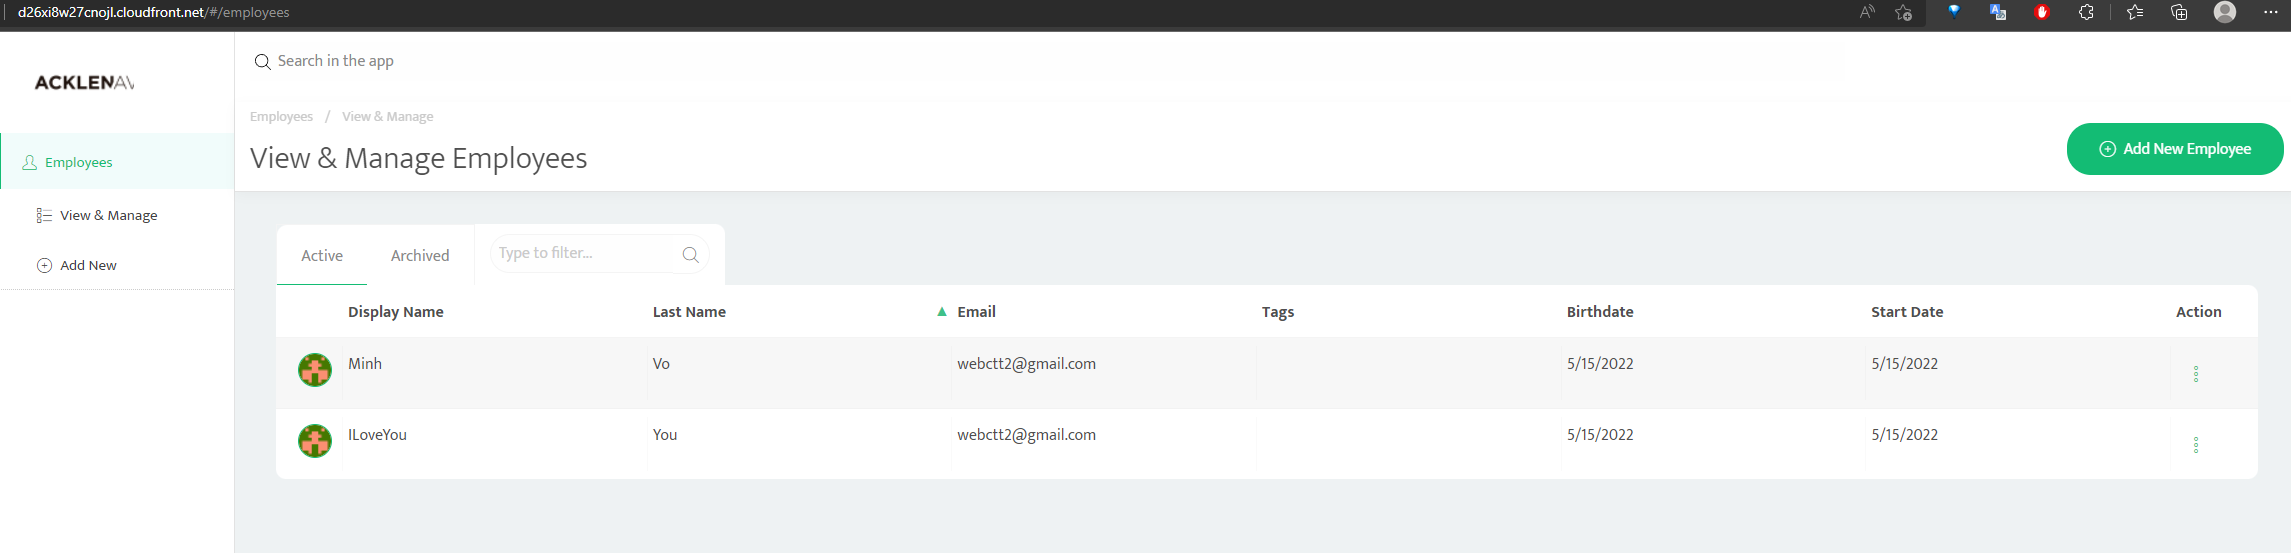 d26xi8w27cnojl.cloudfront.net/#/employees
ACKLENAV
Search in the app
Employees / View & Manage
View & Manage Employees
Add New Employee
Employees
View & Manage
Add New
Active Archived Type to filter...
Display Name Last Name ▲ Email Tags Birthdate Start Date Action
Minh Vo webctt2@gmail.com 5/15/2022 5/15/2022
ILoveYou You webctt2@gmail.com 5/15/2022 5/15/2022